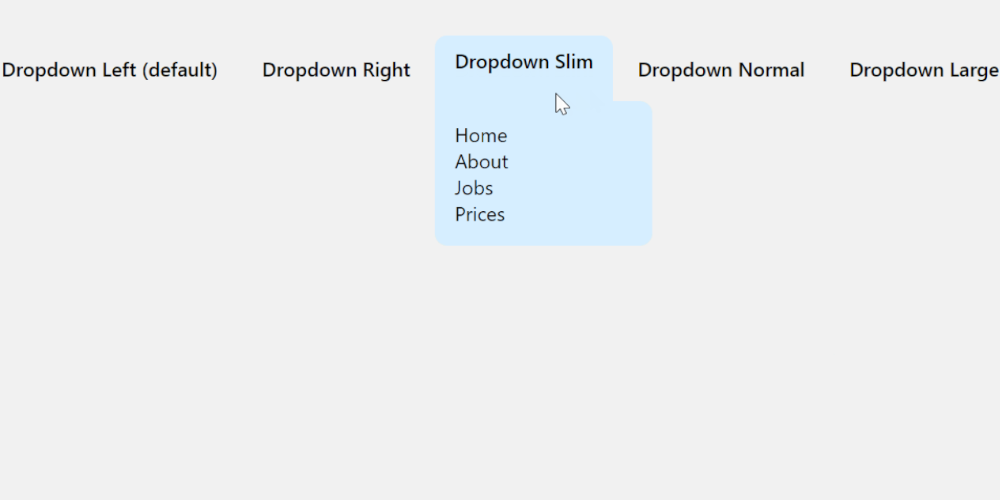 Dropdown Left (default) Dropdown Right Dropdown Slim Dropdown Normal Dropdown Large
Home
About
Jobs
Prices